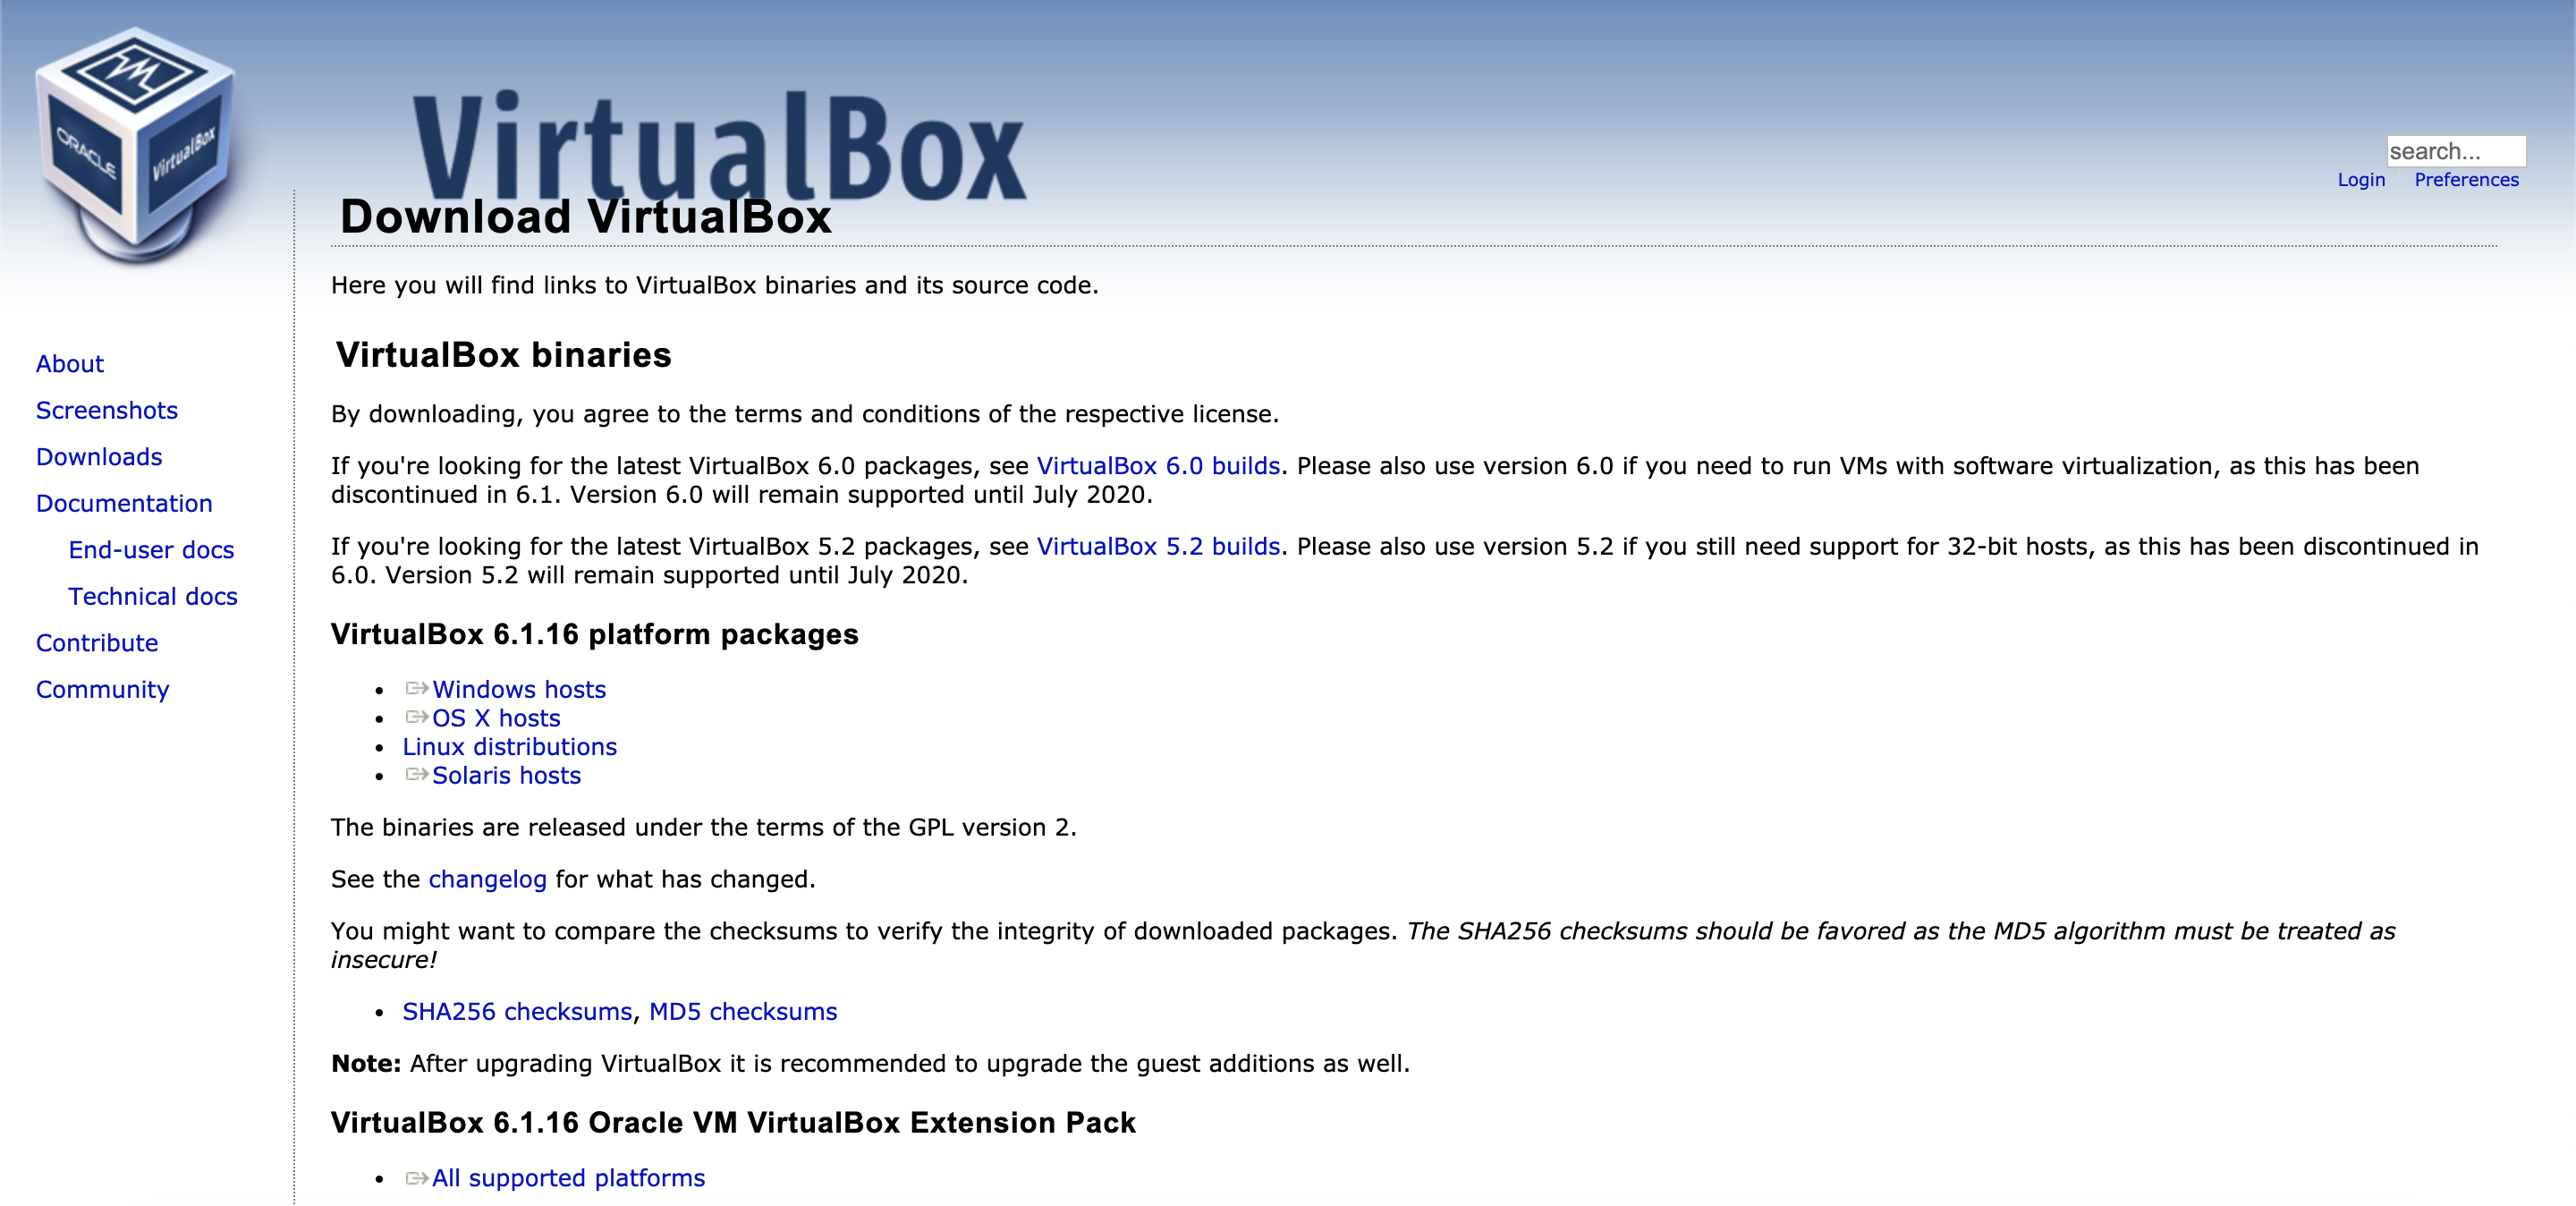 ORACLE
VirtualBox
VirtualBox
search...
Login
Preferences
Download VirtualBox
Here you will find links to VirtualBox binaries and its source code.
About
Screenshots
Downloads
Documentation
End-user docs
Technical docs
Contribute
Community
VirtualBox binaries
By downloading, you agree to the terms and conditions of the respective license.
If you're looking for the latest VirtualBox 6.0 packages, see VirtualBox 6.0 builds. Please also use version 6.0 if you need to run VMs with software virtualization, as this has been
discontinued in 6.1. Version 6.0 will remain supported until July 2020.
If you're looking for the latest VirtualBox 5.2 packages, see VirtualBox 5.2 builds. Please also use version 5.2 if you still need support for 32-bit hosts, as this has been discontinued in
6.0. Version 5.2 will remain supported until July 2020.
VirtualBox 6.1.16 platform packages
• Windows hosts
• OS X hosts
• Linux distributions
• Solaris hosts
The binaries are released under the terms of the GPL version 2.
See the changelog for what has changed.
You might want to compare the checksums to verify the integrity of downloaded packages. The SHA256 checksums should be favored as the MD5 algorithm must be treated as
insecure!
• SHA256 checksums, MD5 checksums
Note: After upgrading VirtualBox it is recommended to upgrade the guest additions as well.
VirtualBox 6.1.16 Oracle VM VirtualBox Extension Pack
• All supported platforms